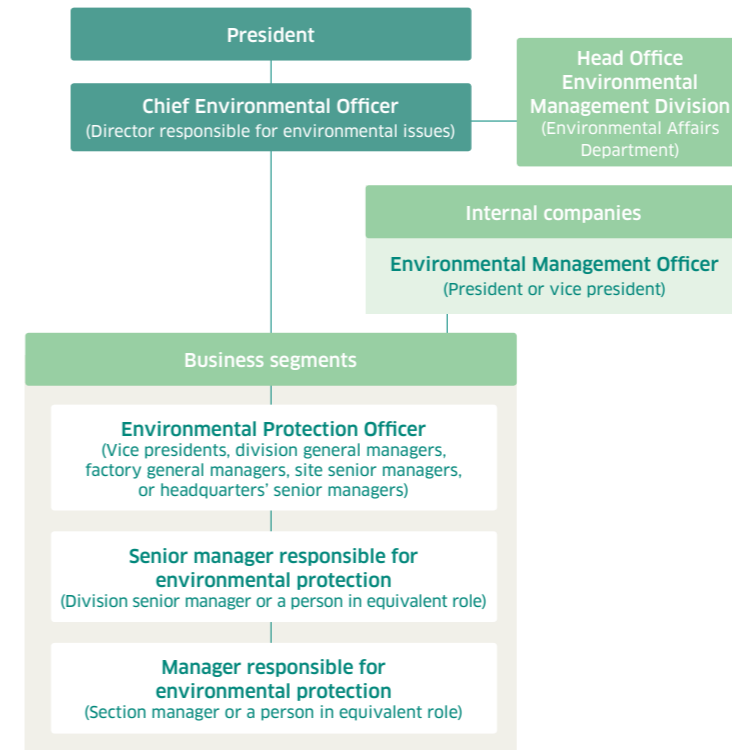 President
Chief Environmental Officer
(Director responsible for environmental issues)
Head Office
Environmental
Management Division
(Environmental Affairs
Department)
Internal companies
Environmental Management Officer
(President or vice president)
Business segments
Environmental Protection Officer
(Vice presidents, division general managers,
factory general managers, site senior managers,
or headquarters’ senior managers)
Senior manager responsible for
environmental protection
(Division senior manager or a person in equivalent role)
Manager responsible for
environmental protection
(Section manager or a person in equivalent role)